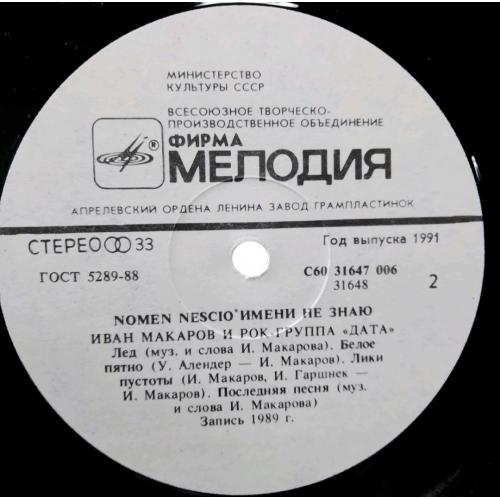 МИНИСТЕРСТВО
КУЛЬТУРЫ СССР
ВСЕСОЮЗНОЕ ТВОРЧЕСКО-
ПРОИЗВОДСТВЕННОЕ ОБЪЕДИНЕНИЕ
ФИРМА
®
МЕЛОДИЯ
АПРЕЛЕВСКИЙ ОРДЕНА ЛЕНИНА ЗАВОД ГРАМПЛАСТИНОК
СТЕРЕО 33
Год выпуска 1991
ГОСТ 5289-88
С60 31647 006
31648
2
NOMEN NESCIO*ИМЕНИ НЕ ЗНАЮ
ИВАН МАКАРОВ И РОК-ГРУППА «ДАТА»
Лед (муз. и слова И. Макарова). Белое
пятно (У. Алендер — И. Макаров). Лики
пустоты (И. Макаров, И. Гаршнек —
И. Макаров). Последняя песня (муз.
и слова И. Макарова)
Запись 1989 г.